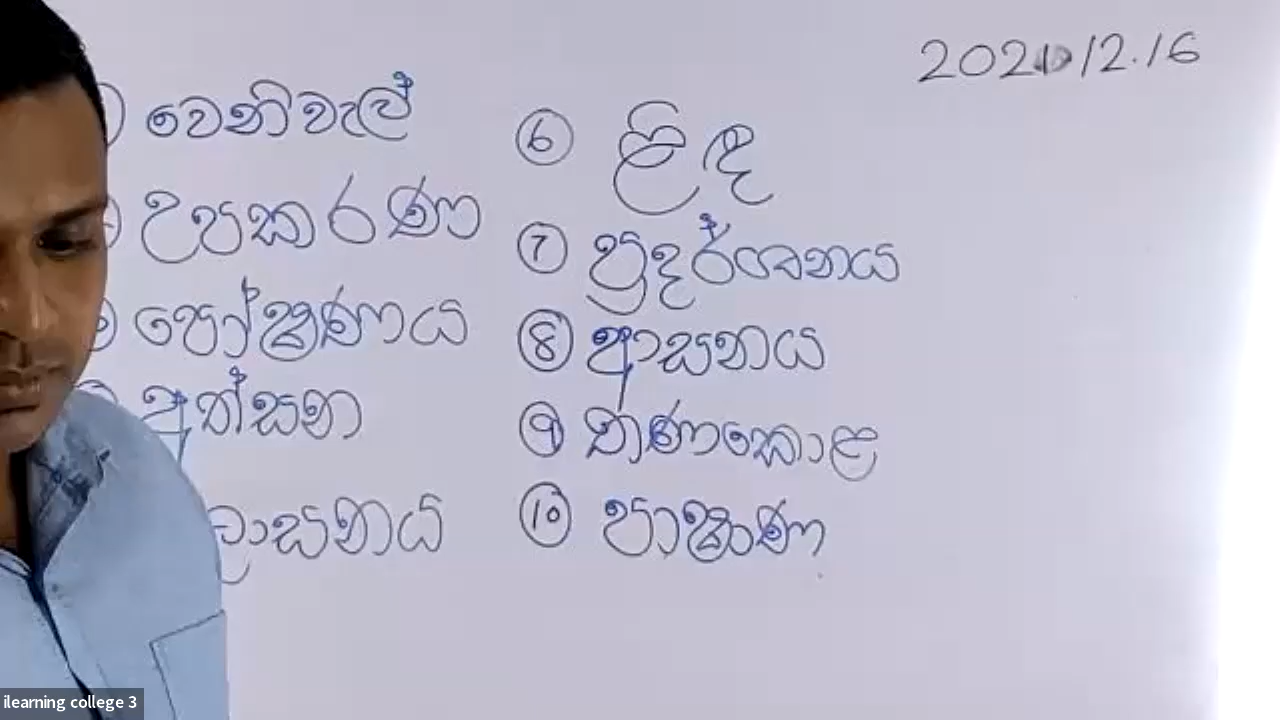 2021/12.16
වෙනිවැල්
උපකරණ
පෝෂණය
අත්සන
සනය
⑥ ළිඳ
⑦ ප්‍රදර්ශනය
⑧ ආසනය
⑨ තණකොළ
⑩ පාෂාණ
ilearning college 3